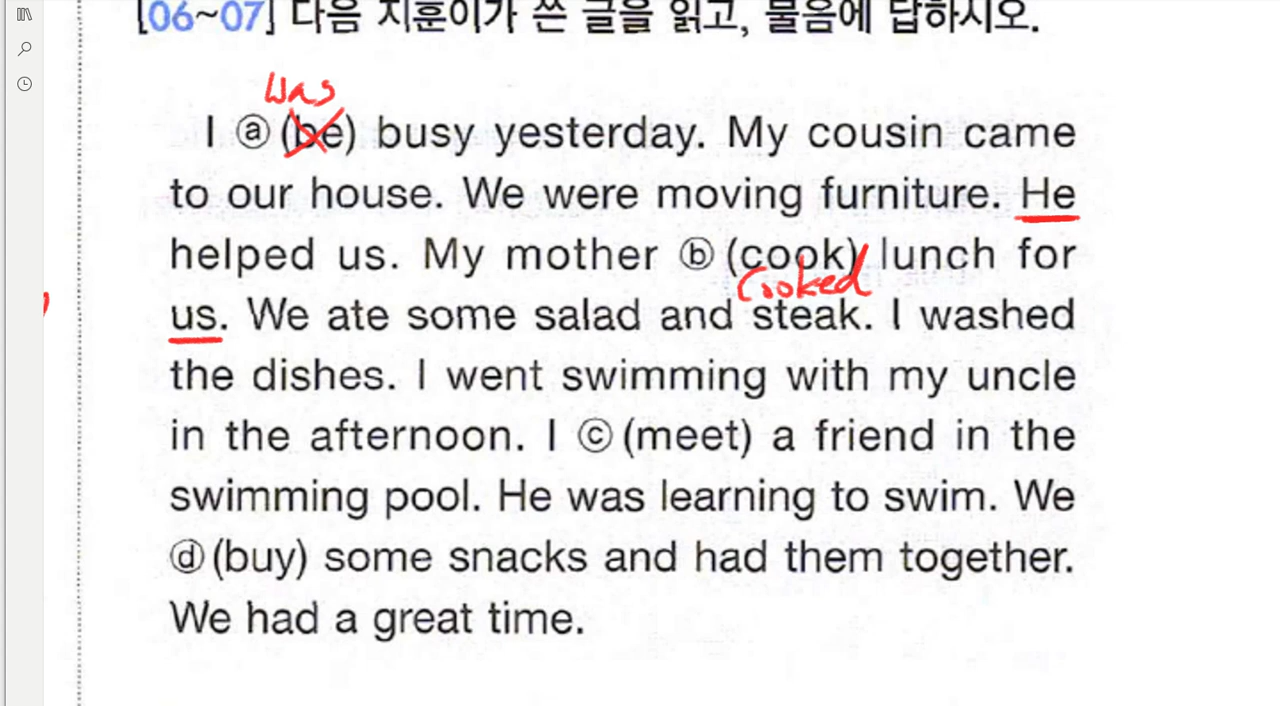 [06~07] 다음 지훈이가 쓴 글을 읽고, 물음에 답하시오.
was
I ⓐ (be) busy yesterday. My cousin came
to our house. We were moving furniture. He
helped us. My mother ⓑ (cook) lunch for
cooked
us. We ate some salad and steak. I washed
the dishes. I went swimming with my uncle
in the afternoon. I ⓒ (meet) a friend in the
swimming pool. He was learning to swim. We
ⓓ (buy) some snacks and had them together.
We had a great time.